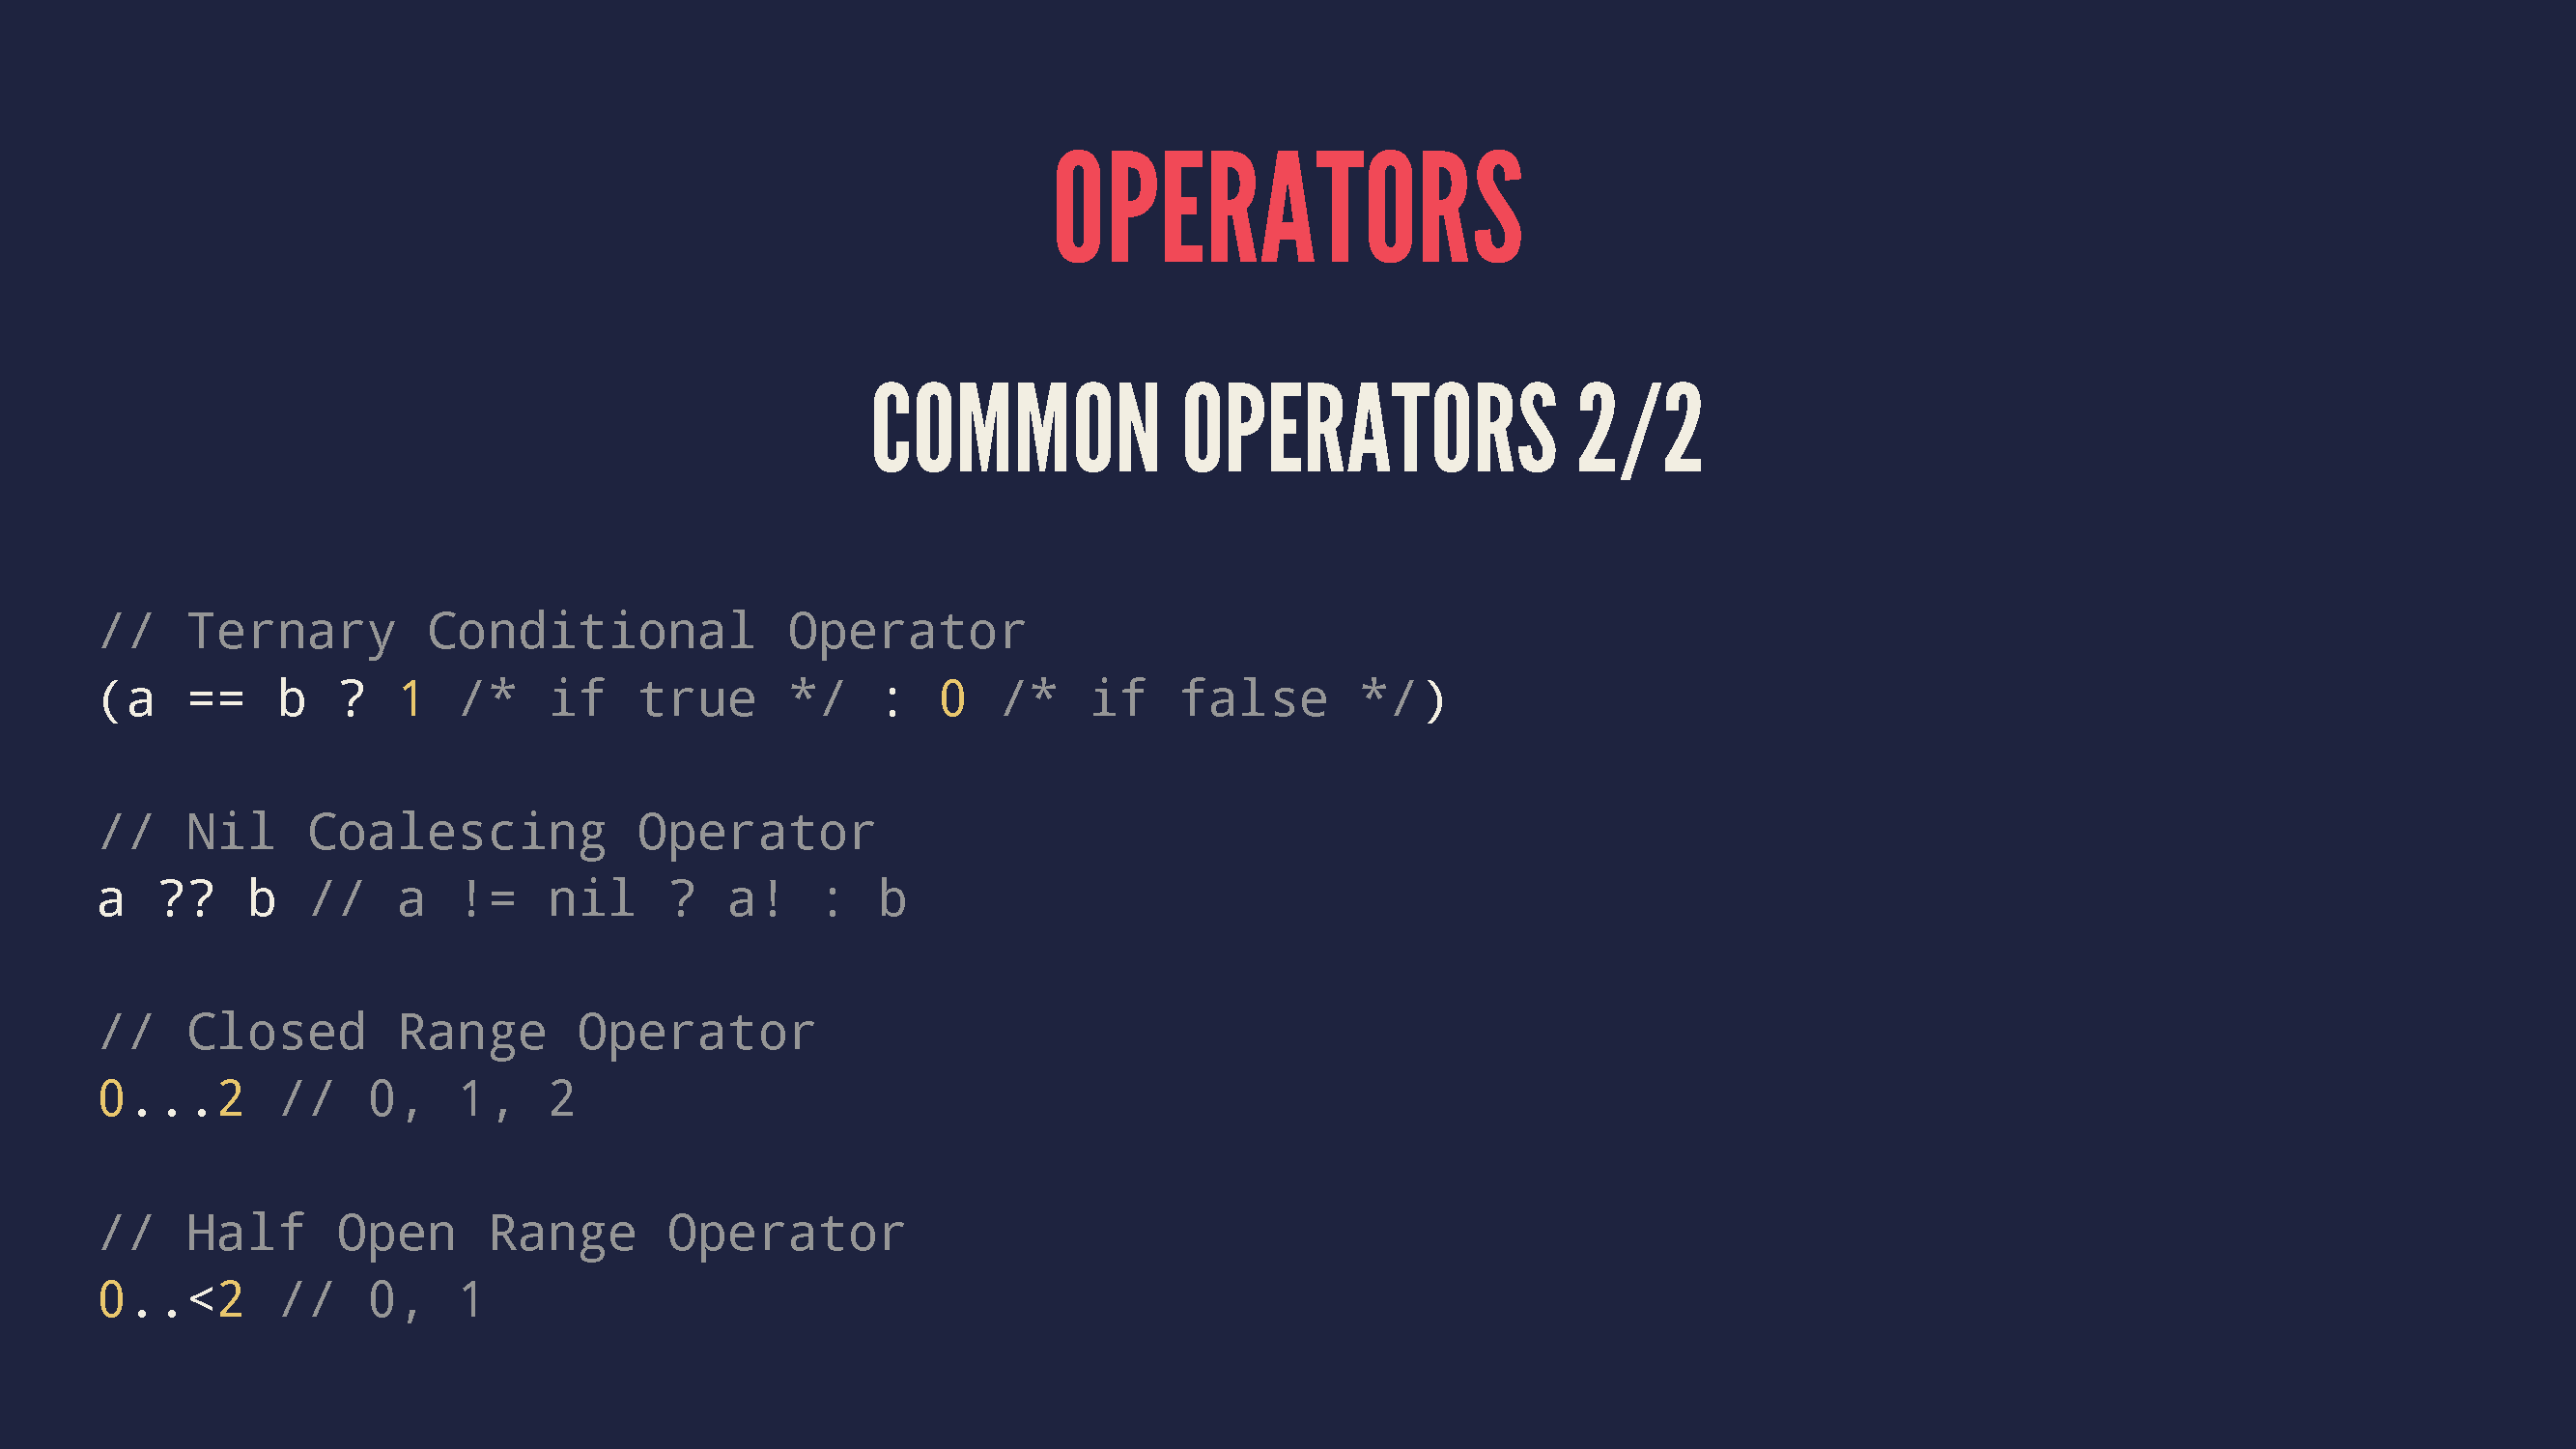 OPERATORS
COMMON OPERATORS 2/2
// Ternary Conditional Operator
(a == b ? 1 /* if true */ : 0 /* if false */)
// Nil Coalescing Operator
a ?? b // a != nil ? a! : b
// Closed Range Operator
0...2 // 0, 1, 2
// Half Open Range Operator
0..<2 // 0, 1